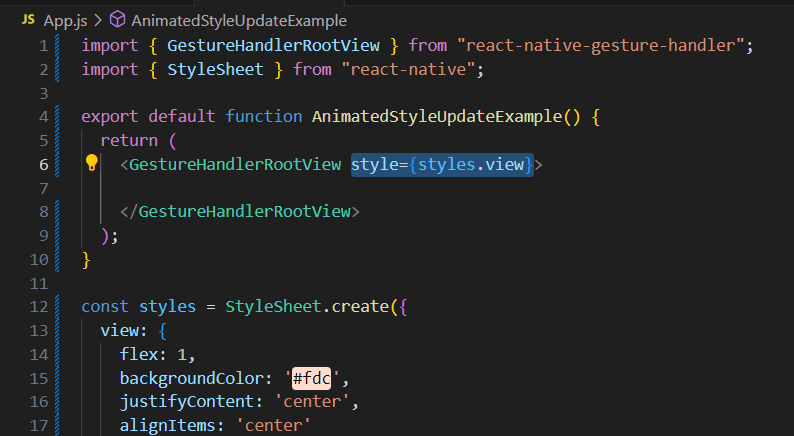 JS App.js > AnimatedStyleUpdateExample
1 import { GestureHandlerRootView } from "react-native-gesture-handler";
2 import { StyleSheet } from "react-native";
3
4 export default function AnimatedStyleUpdateExample() {
5 return (
6 <GestureHandlerRootView style={styles.view}>
7
8 </GestureHandlerRootView>
9 );
10 }
11
12 const styles = StyleSheet.create({
13 view: {
14 flex: 1,
15 backgroundColor: '#fdc',
16 justifyContent: 'center',
17 alignItems: 'center'